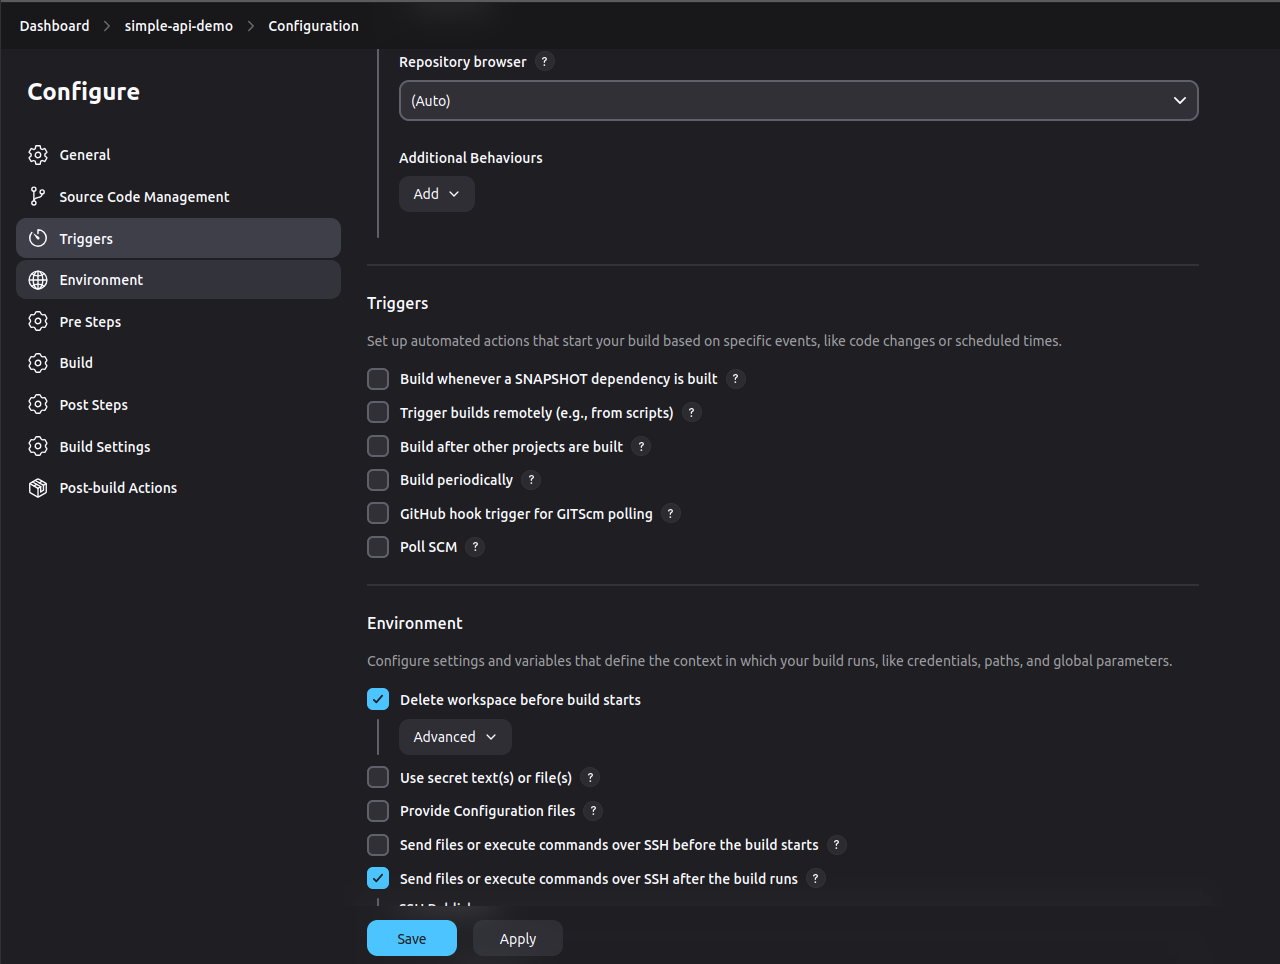 Dashboard > simple-api-demo > Configuration
Configure
General
Source Code Management
Triggers
Environment
Pre Steps
Build
Post Steps
Build Settings
Post-build Actions
Repository browser ?
(Auto)
Additional Behaviours
Add
Triggers
Set up automated actions that start your build based on specific events, like code changes or scheduled times.
Build whenever a SNAPSHOT dependency is built ?
Trigger builds remotely (e.g., from scripts) ?
Build after other projects are built ?
Build periodically ?
GitHub hook trigger for GITScm polling ?
Poll SCM ?
Environment
Configure settings and variables that define the context in which your build runs, like credentials, paths, and global parameters.
Delete workspace before build starts
Advanced
Use secret text(s) or file(s) ?
Provide Configuration files ?
Send files or execute commands over SSH before the build starts ?
Send files or execute commands over SSH after the build runs ?
Save
Apply